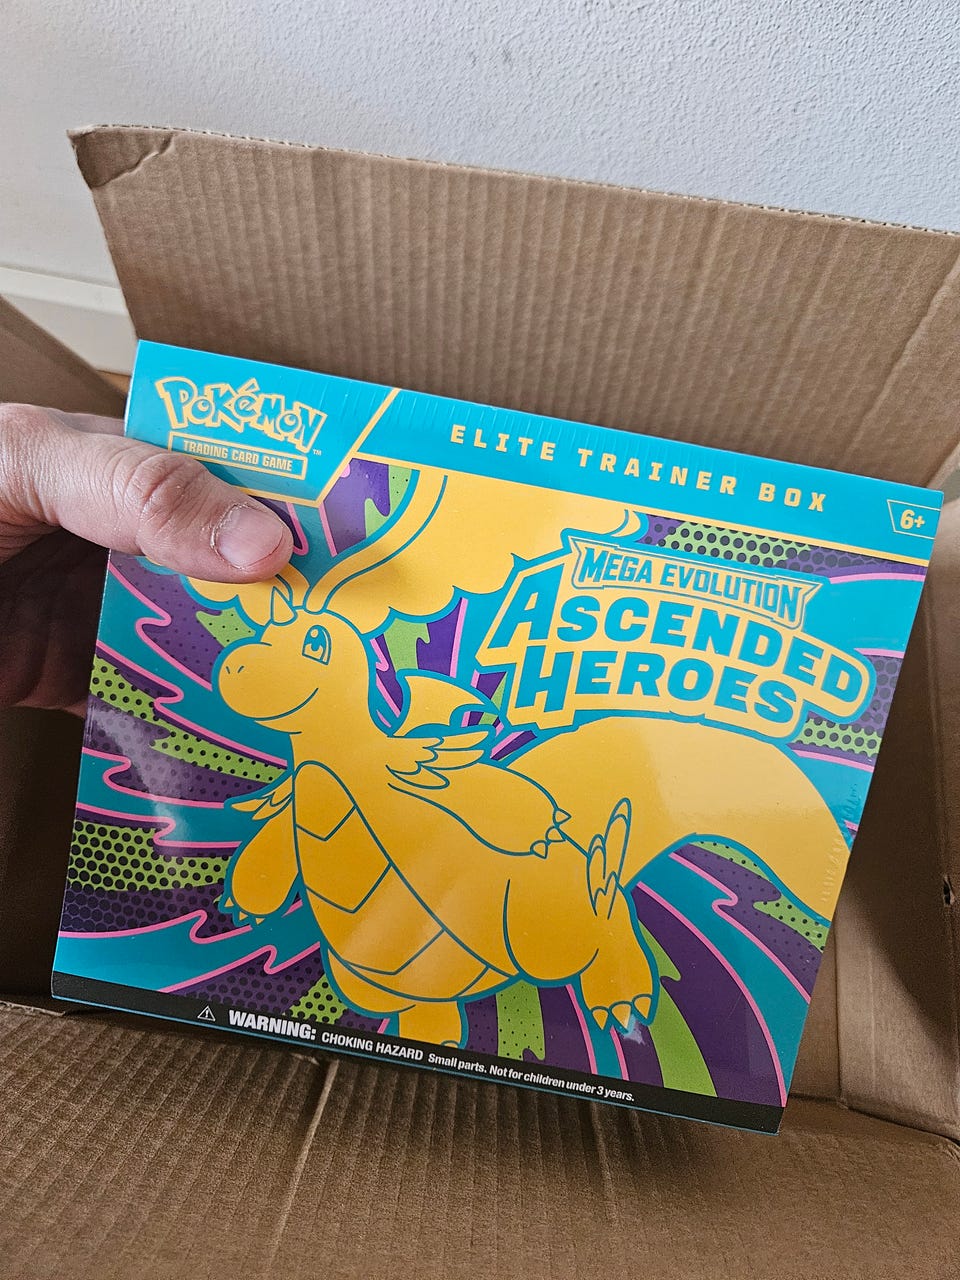 Pokémon
TRADING CARD GAME
™
ELITE TRAINER BOX
6+
MEGA EVOLUTION
ASCENDED
HEROES
⚠ WARNING: CHOKING HAZARD Small parts. Not for children under 3 years.